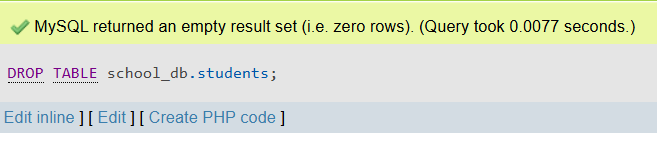 MySQL returned an empty result set (i.e. zero rows). (Query took 0.0077 seconds.)
DROP TABLE school_db.students;
Edit inline ] [ Edit ] [ Create PHP code ]